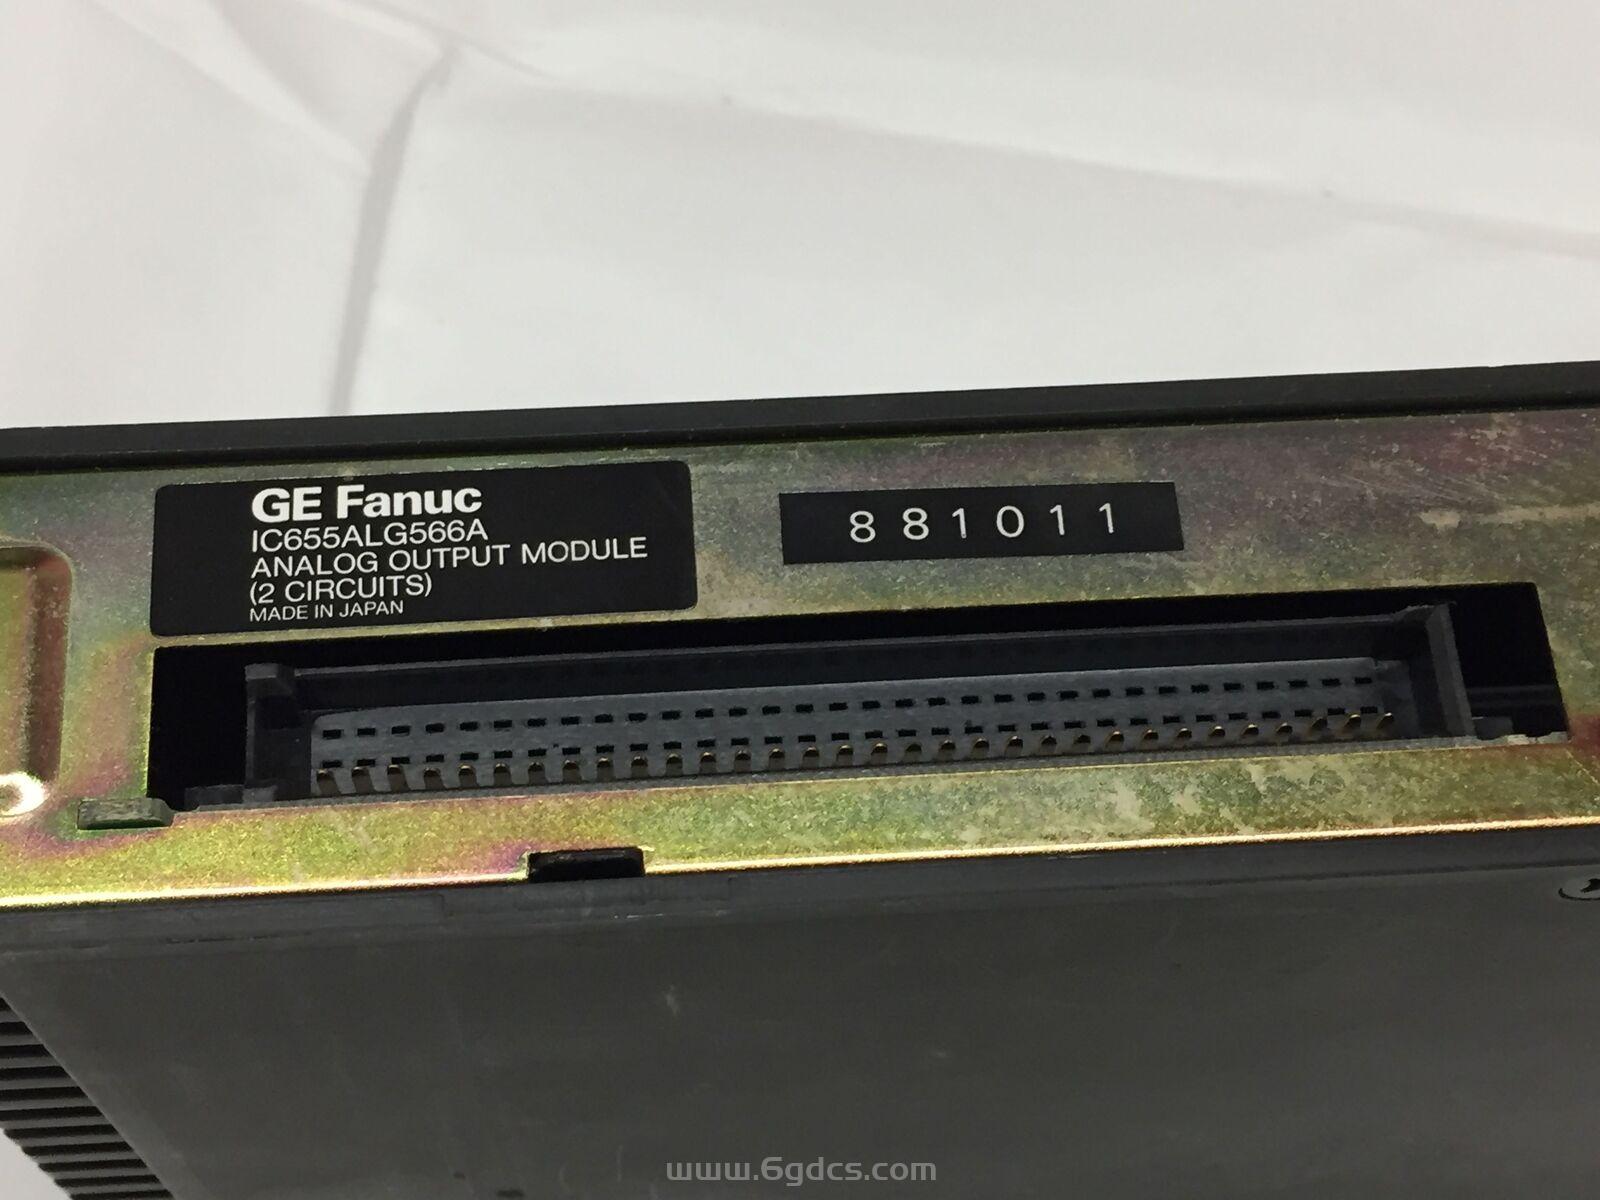 GE Fanuc
IC655ALG566A
ANALOG OUTPUT MODULE
(2 CIRCUITS)
MADE IN JAPAN
881011
www.6gdcs.com